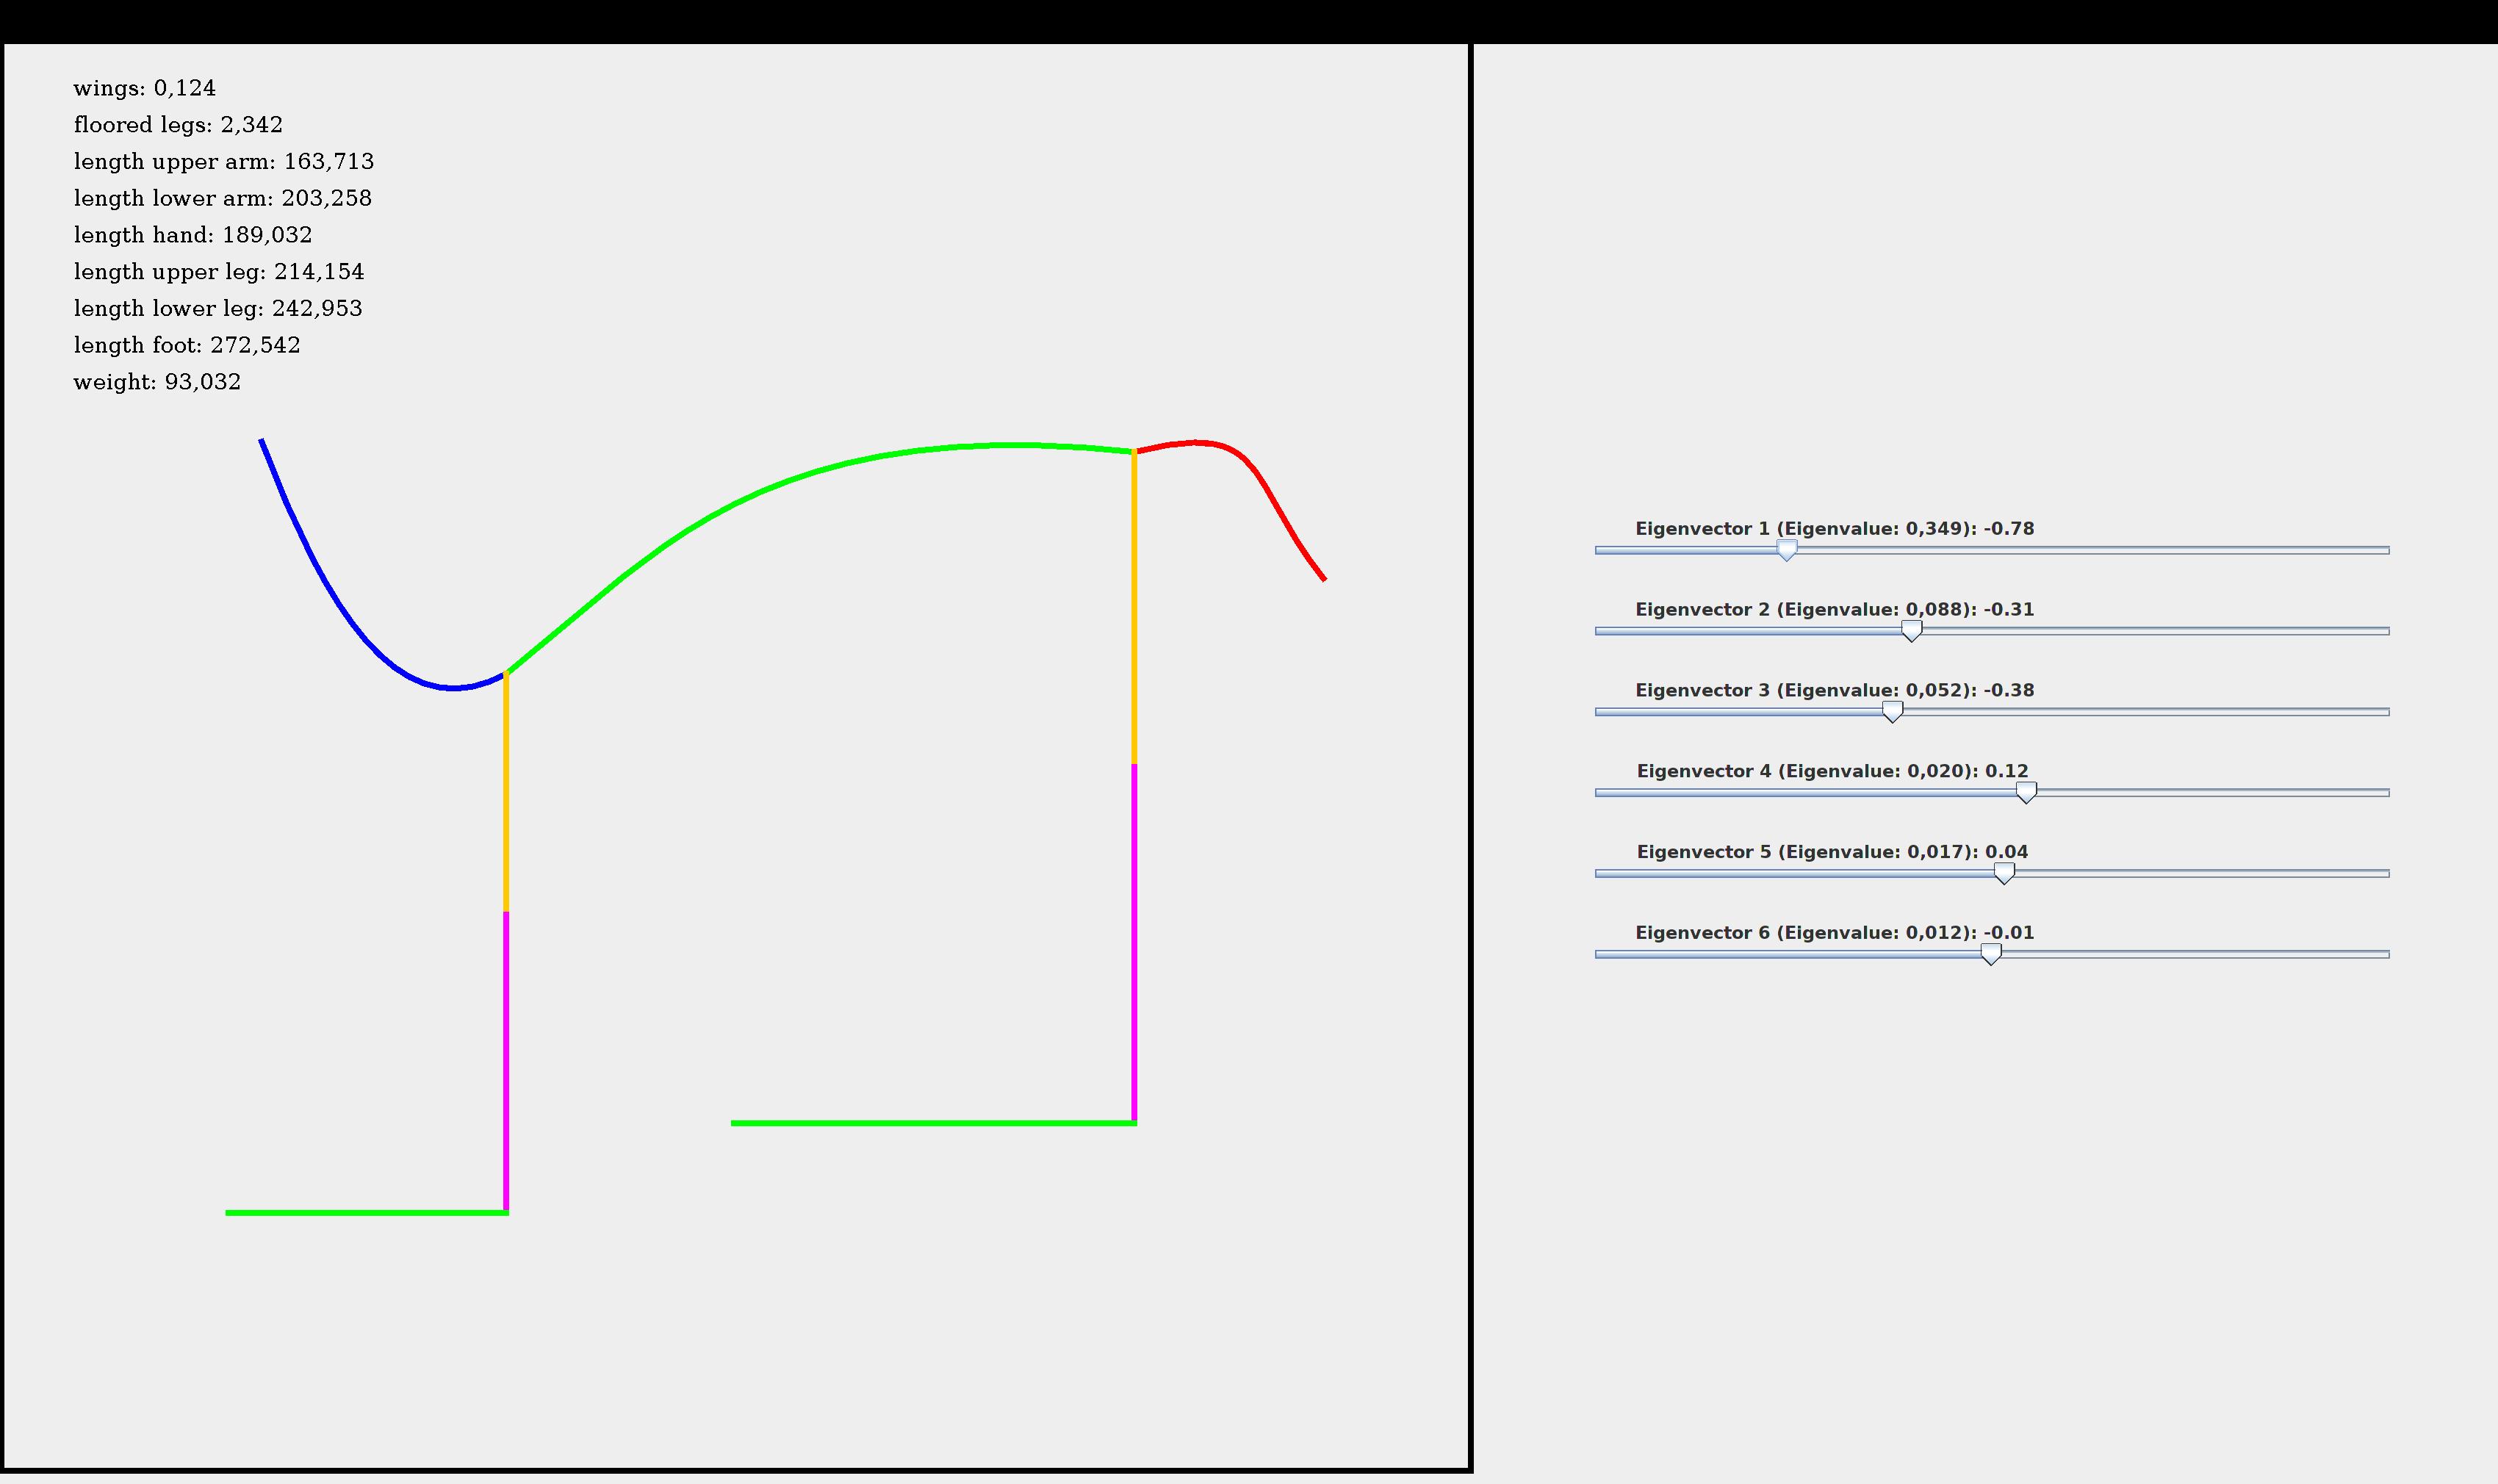 wings: 0,124
floored legs: 2,342
length upper arm: 163,713
length lower arm: 203,258
length hand: 189,032
length upper leg: 214,154
length lower leg: 242,953
length foot: 272,542
weight: 93,032
Eigenvector 1 (Eigenvalue: 0,349): -0.78
Eigenvector 2 (Eigenvalue: 0,088): -0.31
Eigenvector 3 (Eigenvalue: 0,052): -0.38
Eigenvector 4 (Eigenvalue: 0,020): 0.12
Eigenvector 5 (Eigenvalue: 0,017): 0.04
Eigenvector 6 (Eigenvalue: 0,012): -0.01